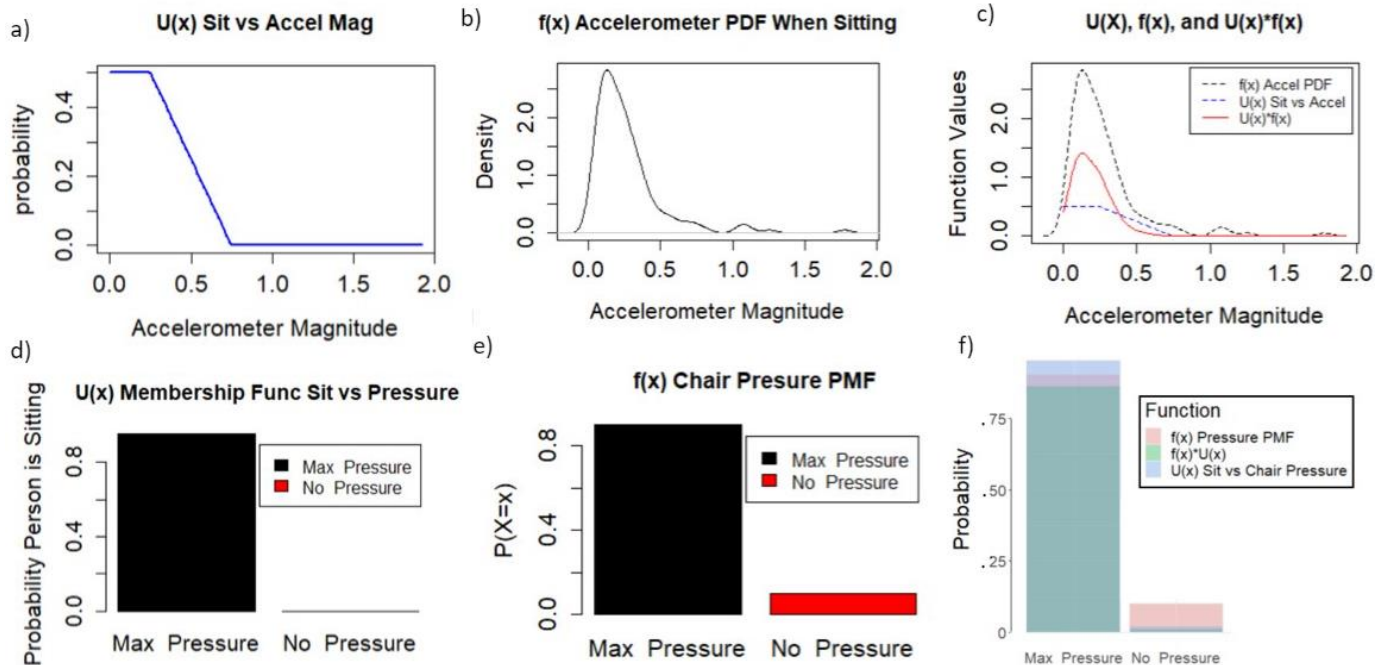 a)
U(x) Sit vs Accel Mag
probability
0.0 0.2 0.4
0.0 0.5 1.0 1.5 2.0
Accelerometer Magnitude
b)
f(x) Accelerometer PDF When Sitting
Density
0.0 1.0 2.0
0.0 0.5 1.0 1.5 2.0
Accelerometer Magnitude
c)
U(X), f(x), and U(x)*f(x)
Function Values
0.0 1.0 2.0
f(x) Accel PDF
U(x) Sit vs Accel
U(x)*f(x)
0.0 0.5 1.0 1.5 2.0
Accelerometer Magnitude
d)
U(x) Membership Func Sit vs Pressure
Probability Person is Sitting
0.0 0.4 0.8
Max Pressure
No Pressure
Max Pressure No Pressure
e)
f(x) Chair Presure PMF
P(X=x)
0.0 0.4 0.8
Max Pressure
No Pressure
Max Pressure No Pressure
f)
Probability
.75
.50
.25
0
Function
f(x) Pressure PMF
f(x)*U(x)
U(x) Sit vs Chair Pressure
Max Pressure No Pressure